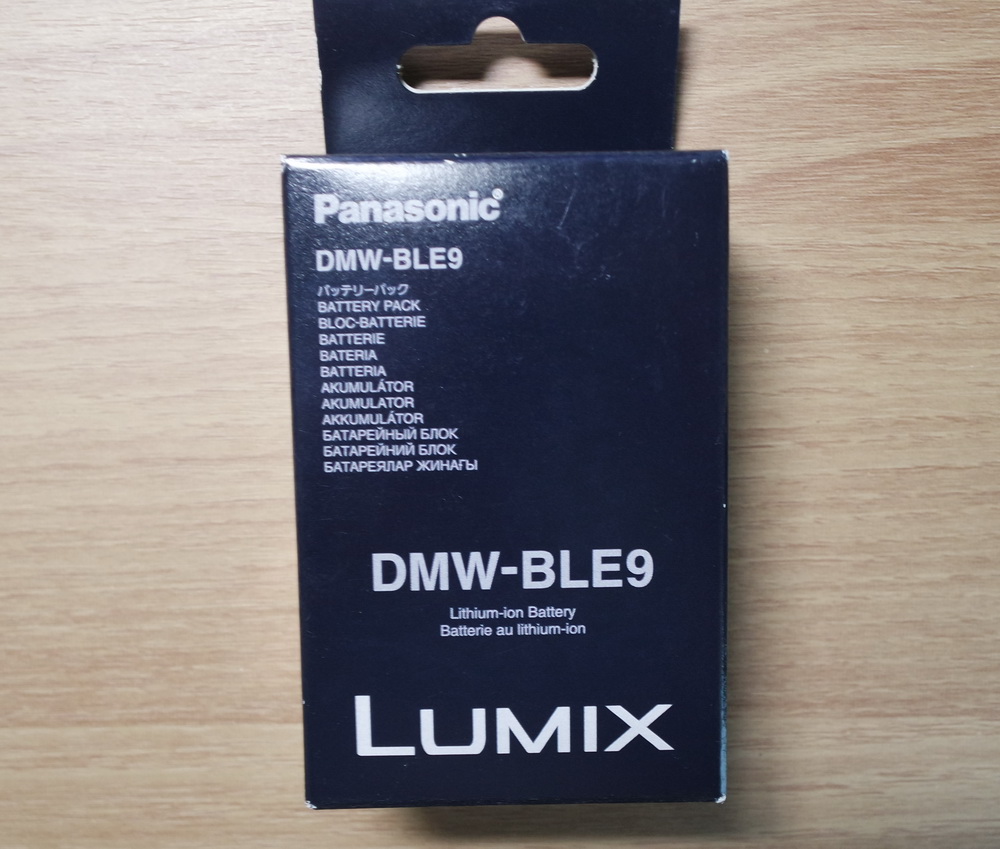 Panasonic®
DMW-BLE9
バッテリーパック
BATTERY PACK
BLOC-BATTERIE
BATTERIE
BATERIA
BATTERIA
AKUMULÁTOR
AKUMULATOR
AKKUMULÁTOR
БАТАРЕЙНЫЙ БЛОК
БАТАРЕЙНИЙ БЛОК
БАТАРЕЯЛАР ЖИНАҒЫ
DMW-BLE9
Lithium-ion Battery
Batterie au lithium-ion
LUMIX